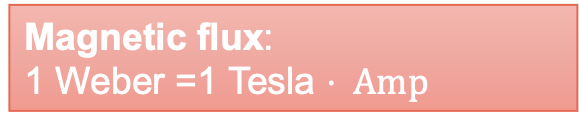 Magnetic flux:
1 Weber =1 Tesla · Amp